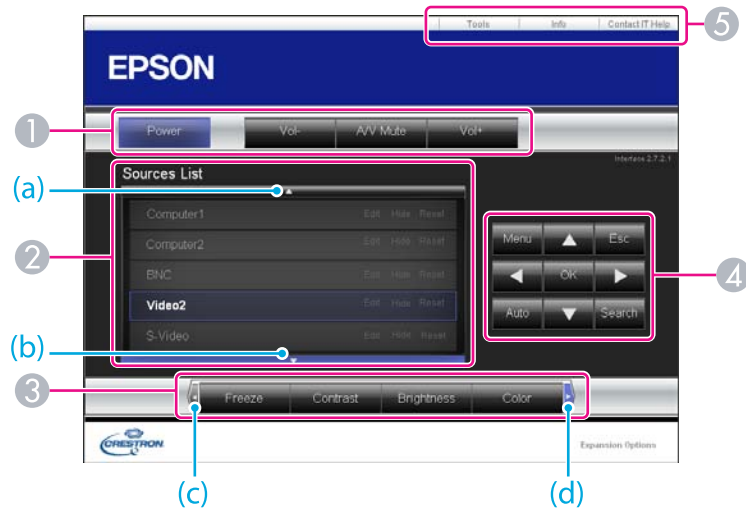 Tools Info Contact IT Help
5
EPSON
1
Power Vol- A/V Mute Vol+
Interface 2.7.2.1
Sources List
(a)
Computer1 Edit Hide Reset
Computer2 Edit Hide Reset
2
BNC Edit Hide Reset
Video2 Edit Hide Reset
S-Video Edit Hide Reset
(b)
Menu Esc
OK
4
Auto Search
3
Freeze Contrast Brightness Color
CRESTRON
Expansion Options
(c) (d)